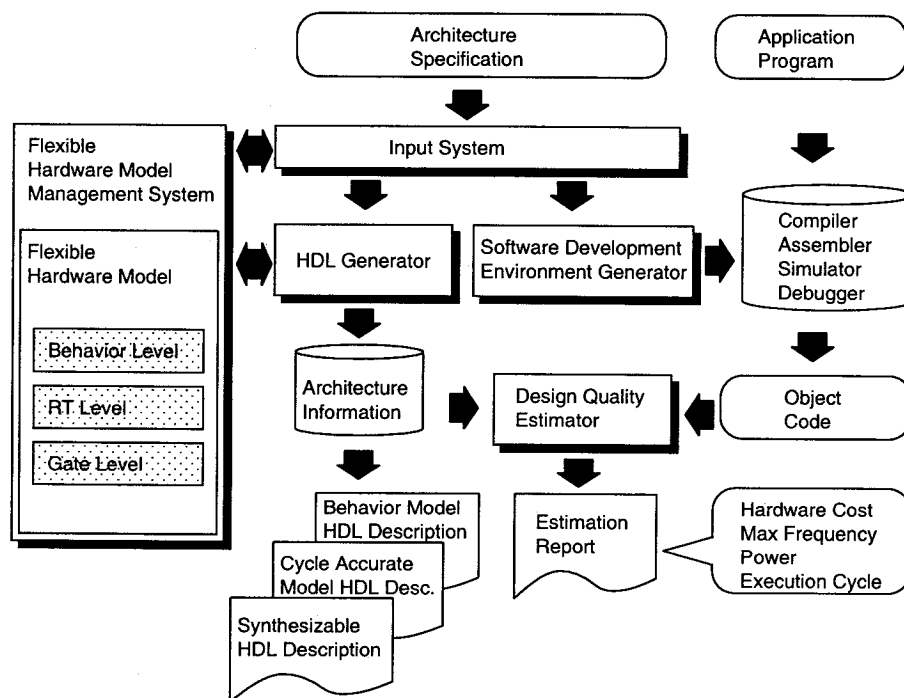 Architecture
Specification
Application
Program
Flexible
Hardware Model
Management System
Input System
Flexible
Hardware Model
HDL Generator
Software Development
Environment Generator
Compiler
Assembler
Simulator
Debugger
Behavior Level
RT Level
Gate Level
Architecture
Information
Design Quality
Estimator
Object
Code
Behavior Model
HDL Description
Cycle Accurate
Model HDL Desc.
Synthesizable
HDL Description
Estimation
Report
Hardware Cost
Max Frequency
Power
Execution Cycle